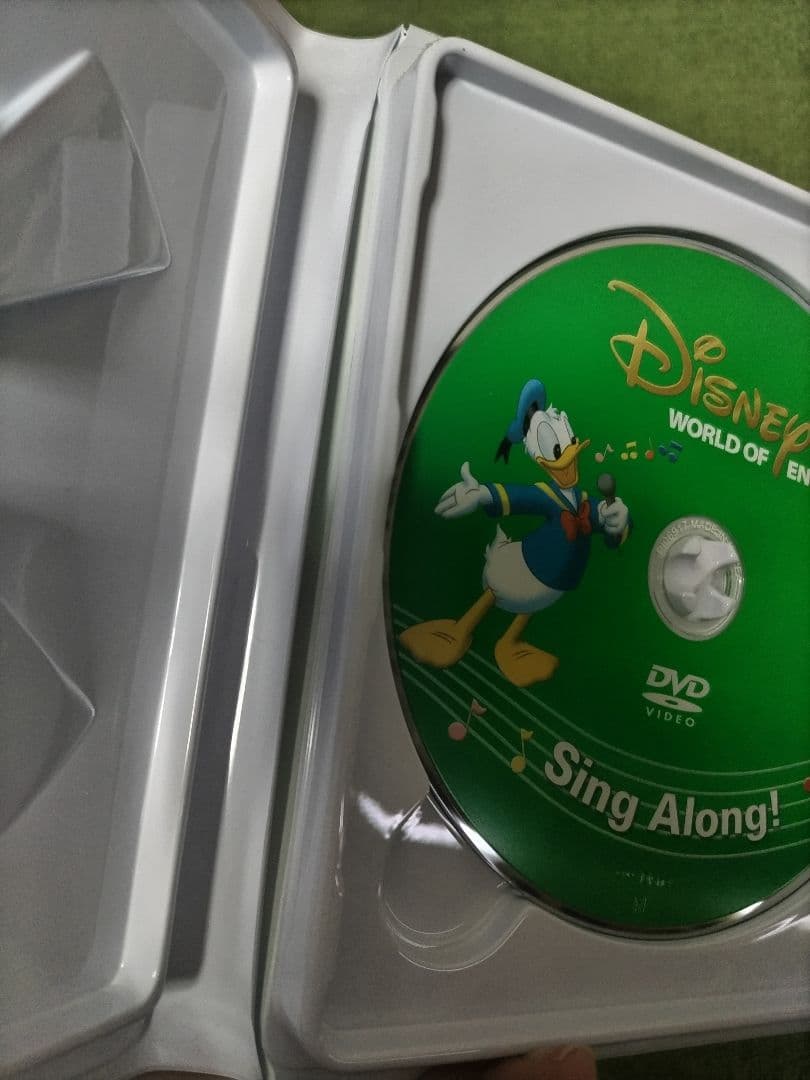 Disney
WORLD OF EN
DVD
VIDEO
Sing Along!